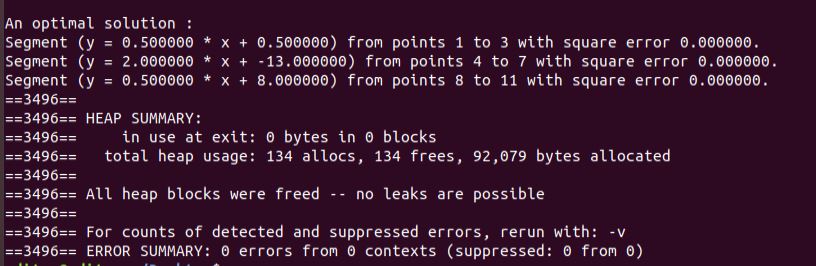 An optimal solution :
Segment (y = 0.500000 * x + 0.500000) from points 1 to 3 with square error 0.000000.
Segment (y = 2.000000 * x + -13.000000) from points 4 to 7 with square error 0.000000.
Segment (y = 0.500000 * x + 8.000000) from points 8 to 11 with square error 0.000000.
==3496==
==3496== HEAP SUMMARY:
==3496==     in use at exit: 0 bytes in 0 blocks
==3496==   total heap usage: 134 allocs, 134 frees, 92,079 bytes allocated
==3496==
==3496== All heap blocks were freed -- no leaks are possible
==3496==
==3496== For counts of detected and suppressed errors, rerun with: -v
==3496== ERROR SUMMARY: 0 errors from 0 contexts (suppressed: 0 from 0)